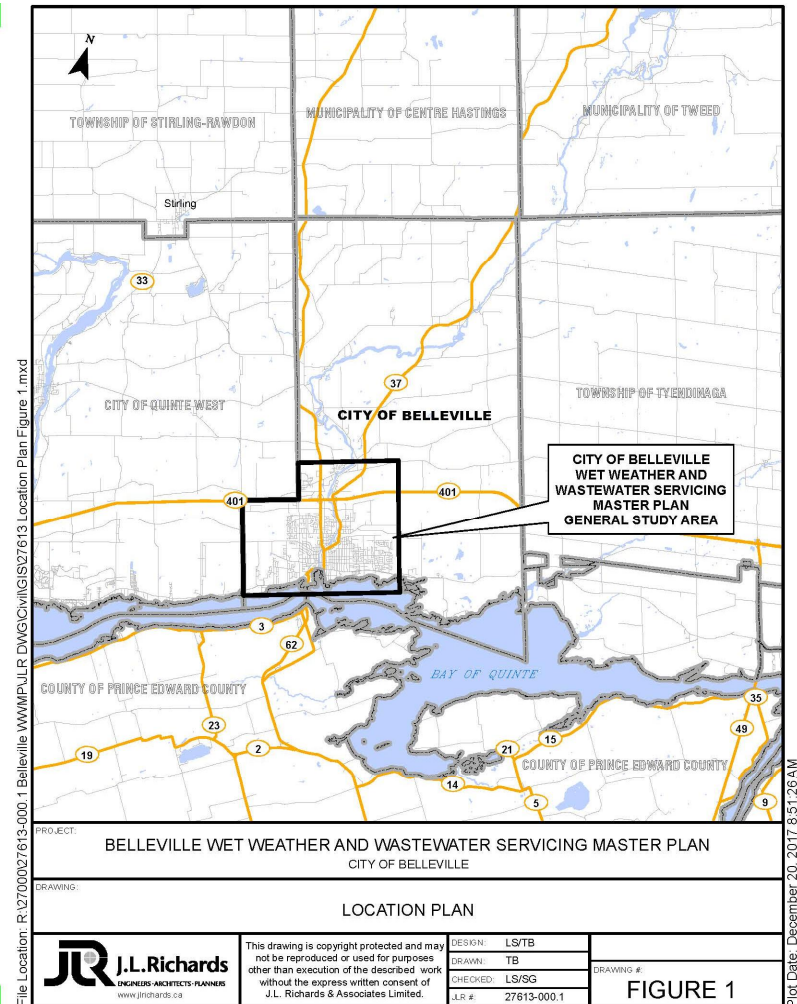 N
TOWNSHIP OF STIRLING-RAWDON
MUNICIPALITY OF CENTRE HASTINGS
MUNICIPALITY OF TWEED
Stirling
33
37
CITY OF QUINTE WEST
CITY OF BELLEVILLE
TOWNSHIP OF TYENDINAGA
CITY OF BELLEVILLE
WET WEATHER AND
WASTEWATER SERVICING
MASTER PLAN
GENERAL STUDY AREA
401
401
3
62
BAY OF QUINTE
COUNTY OF PRINCE EDWARD COUNTY
35
23
49
2
21
15
19
COUNTY OF PRINCE EDWARD COUNTY
14
5
9
PROJECT:
BELLEVILLE WET WEATHER AND WASTEWATER SERVICING MASTER PLAN
CITY OF BELLEVILLE
DRAWING:
LOCATION PLAN
JLR J.L.Richards
ENGINEERS·ARCHITECTS·PLANNERS
www.jlrichards.ca
This drawing is copyright protected and may
not be reproduced or used for purposes
other than execution of the described work
without the express written consent of
J.L. Richards & Associates Limited.
DESIGN: LS/TB
DRAWN: TB
CHECKED: LS/SG
JLR #: 27613-000.1
DRAWING #:
FIGURE 1
File Location: R:\27000\27613-000.1 Belleville WWMPULR DWG\Civil\GIS\27613 Location Plan Figure 1.mxd
Plot Date: December 20, 2017 8:51:26 AM